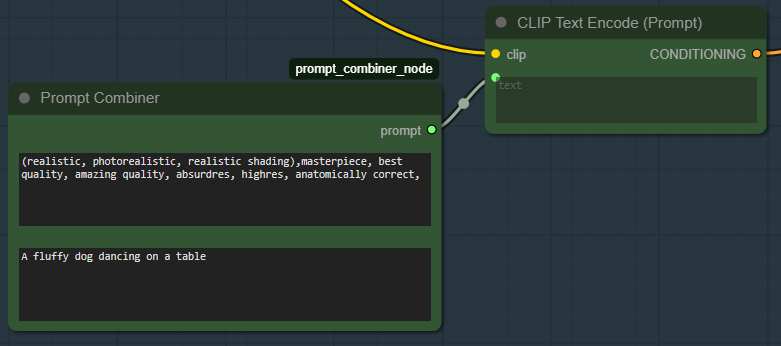 CLIP Text Encode (Prompt)
clip
CONDITIONING
text
prompt_combiner_node
Prompt Combiner
prompt
(realistic, photorealistic, realistic shading),masterpiece, best
quality, amazing quality, absurdres, highres, anatomically correct,
A fluffy dog dancing on a table